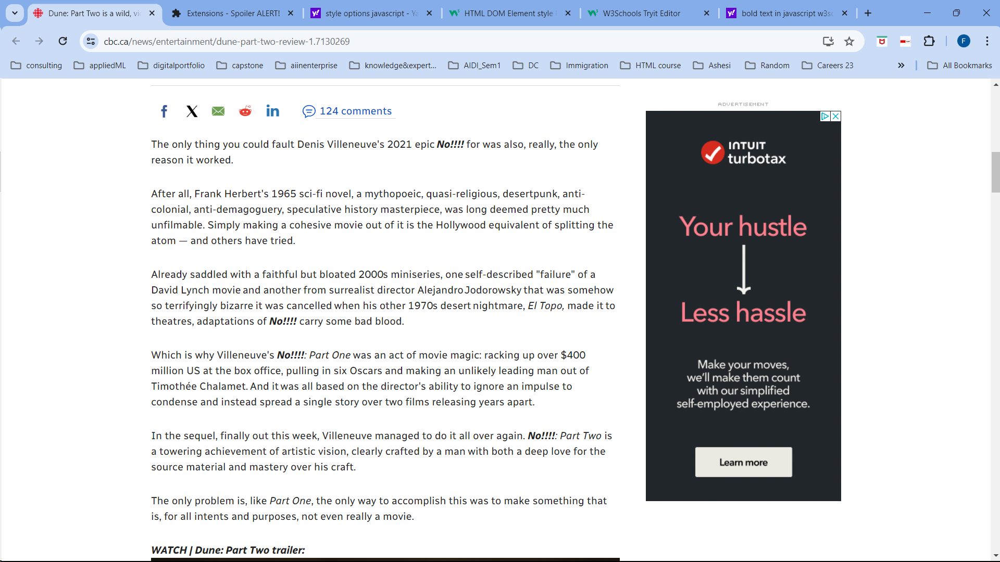 Dune: Part Two is a wild, vi
Extensions - Spoiler ALERT!
style options javascript - Ya
HTML DOM Element style
W3Schools Tryit Editor
bold text in javascript w3sc
cbc.ca/news/entertainment/dune-part-two-review-1.7130269
F
consulting
appliedML
digitalportfolio
capstone
aiinenterprise
knowledge&expert...
AIDI_Sem1
DC
Immigration
HTML course
Ashesi
Random
Careers 23
All Bookmarks
124 comments
The only thing you could fault Denis Villeneuve's 2021 epic No!!!! for was also, really, the only
reason it worked.
After all, Frank Herbert's 1965 sci-fi novel, a mythopoeic, quasi-religious, desertpunk, anti-
colonial, anti-demagoguery, speculative history masterpiece, was long deemed pretty much
unfilmable. Simply making a cohesive movie out of it is the Hollywood equivalent of splitting the
atom — and others have tried.
Already saddled with a faithful but bloated 2000s miniseries, one self-described "failure" of a
David Lynch movie and another from surrealist director Alejandro Jodorowsky that was somehow
so terrifyingly bizarre it was cancelled when his other 1970s desert nightmare, El Topo, made it to
theatres, adaptations of No!!!! carry some bad blood.
Which is why Villeneuve's No!!!!: Part One was an act of movie magic: racking up over $400
million US at the box office, pulling in six Oscars and making an unlikely leading man out of
Timothée Chalamet. And it was all based on the director's ability to ignore an impulse to
condense and instead spread a single story over two films releasing years apart.
In the sequel, finally out this week, Villeneuve managed to do it all over again. No!!!!: Part Two is
a towering achievement of artistic vision, clearly crafted by a man with both a deep love for the
source material and mastery over his craft.
The only problem is, like Part One, the only way to accomplish this was to make something that
is, for all intents and purposes, not even really a movie.
WATCH | Dune: Part Two trailer:
ADVERTISEMENT
INTUIT
turbotax
Your hustle
Less hassle
Make your moves,
we'll make them count
with our simplified
self-employed experience.
Learn more